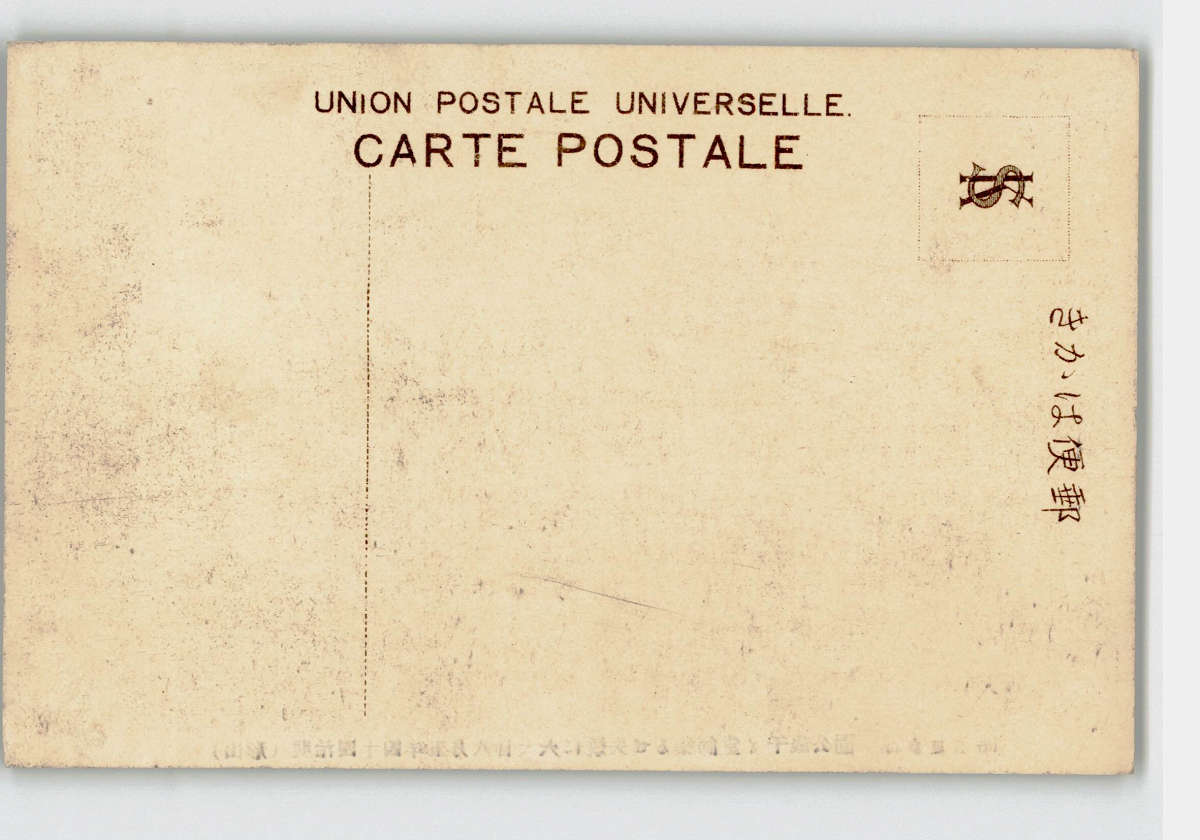 UNION POSTALE UNIVERSELLE.
CARTE POSTALE
郵便はかき